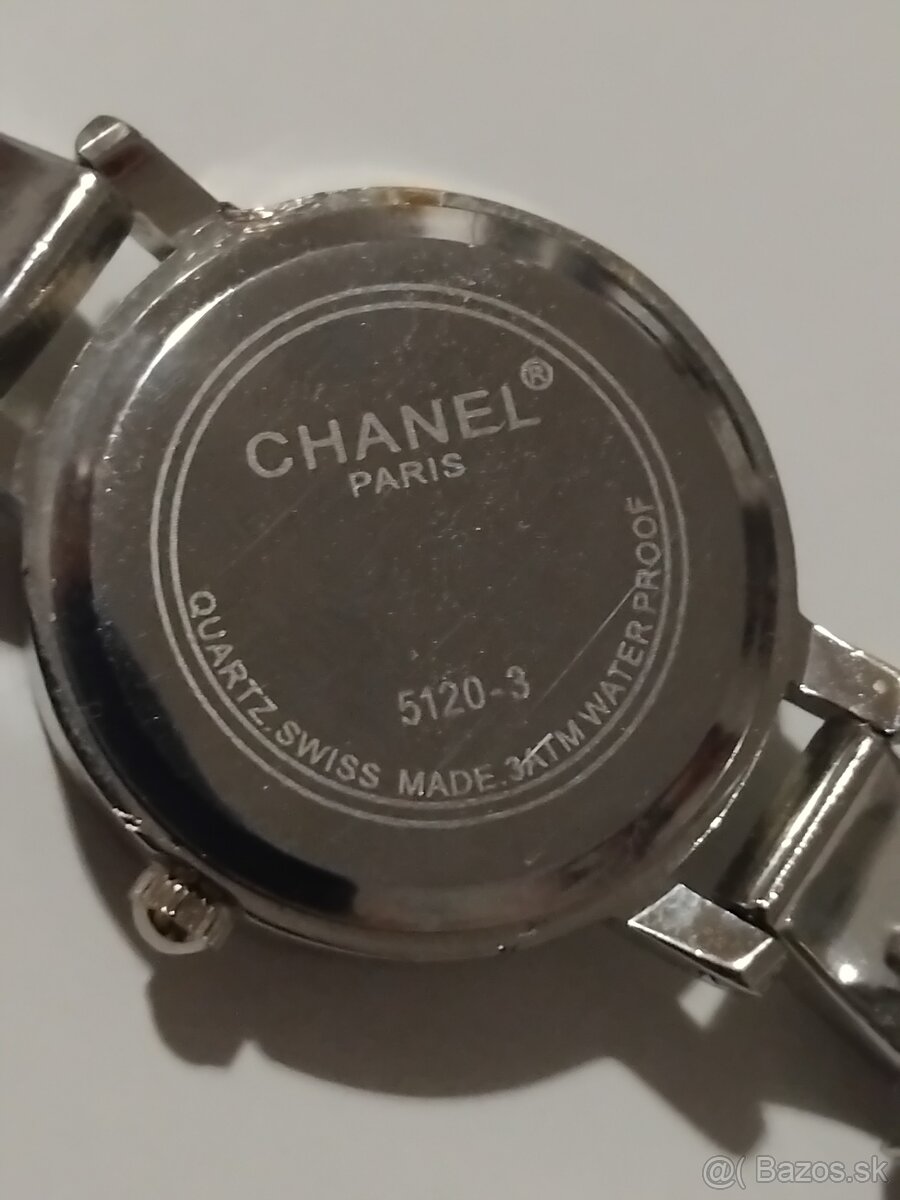 CHANEL®
PARIS
5120-3
QUARTZ.SWISS MADE.3ATM WATER PROOF
@( Bazos.sk